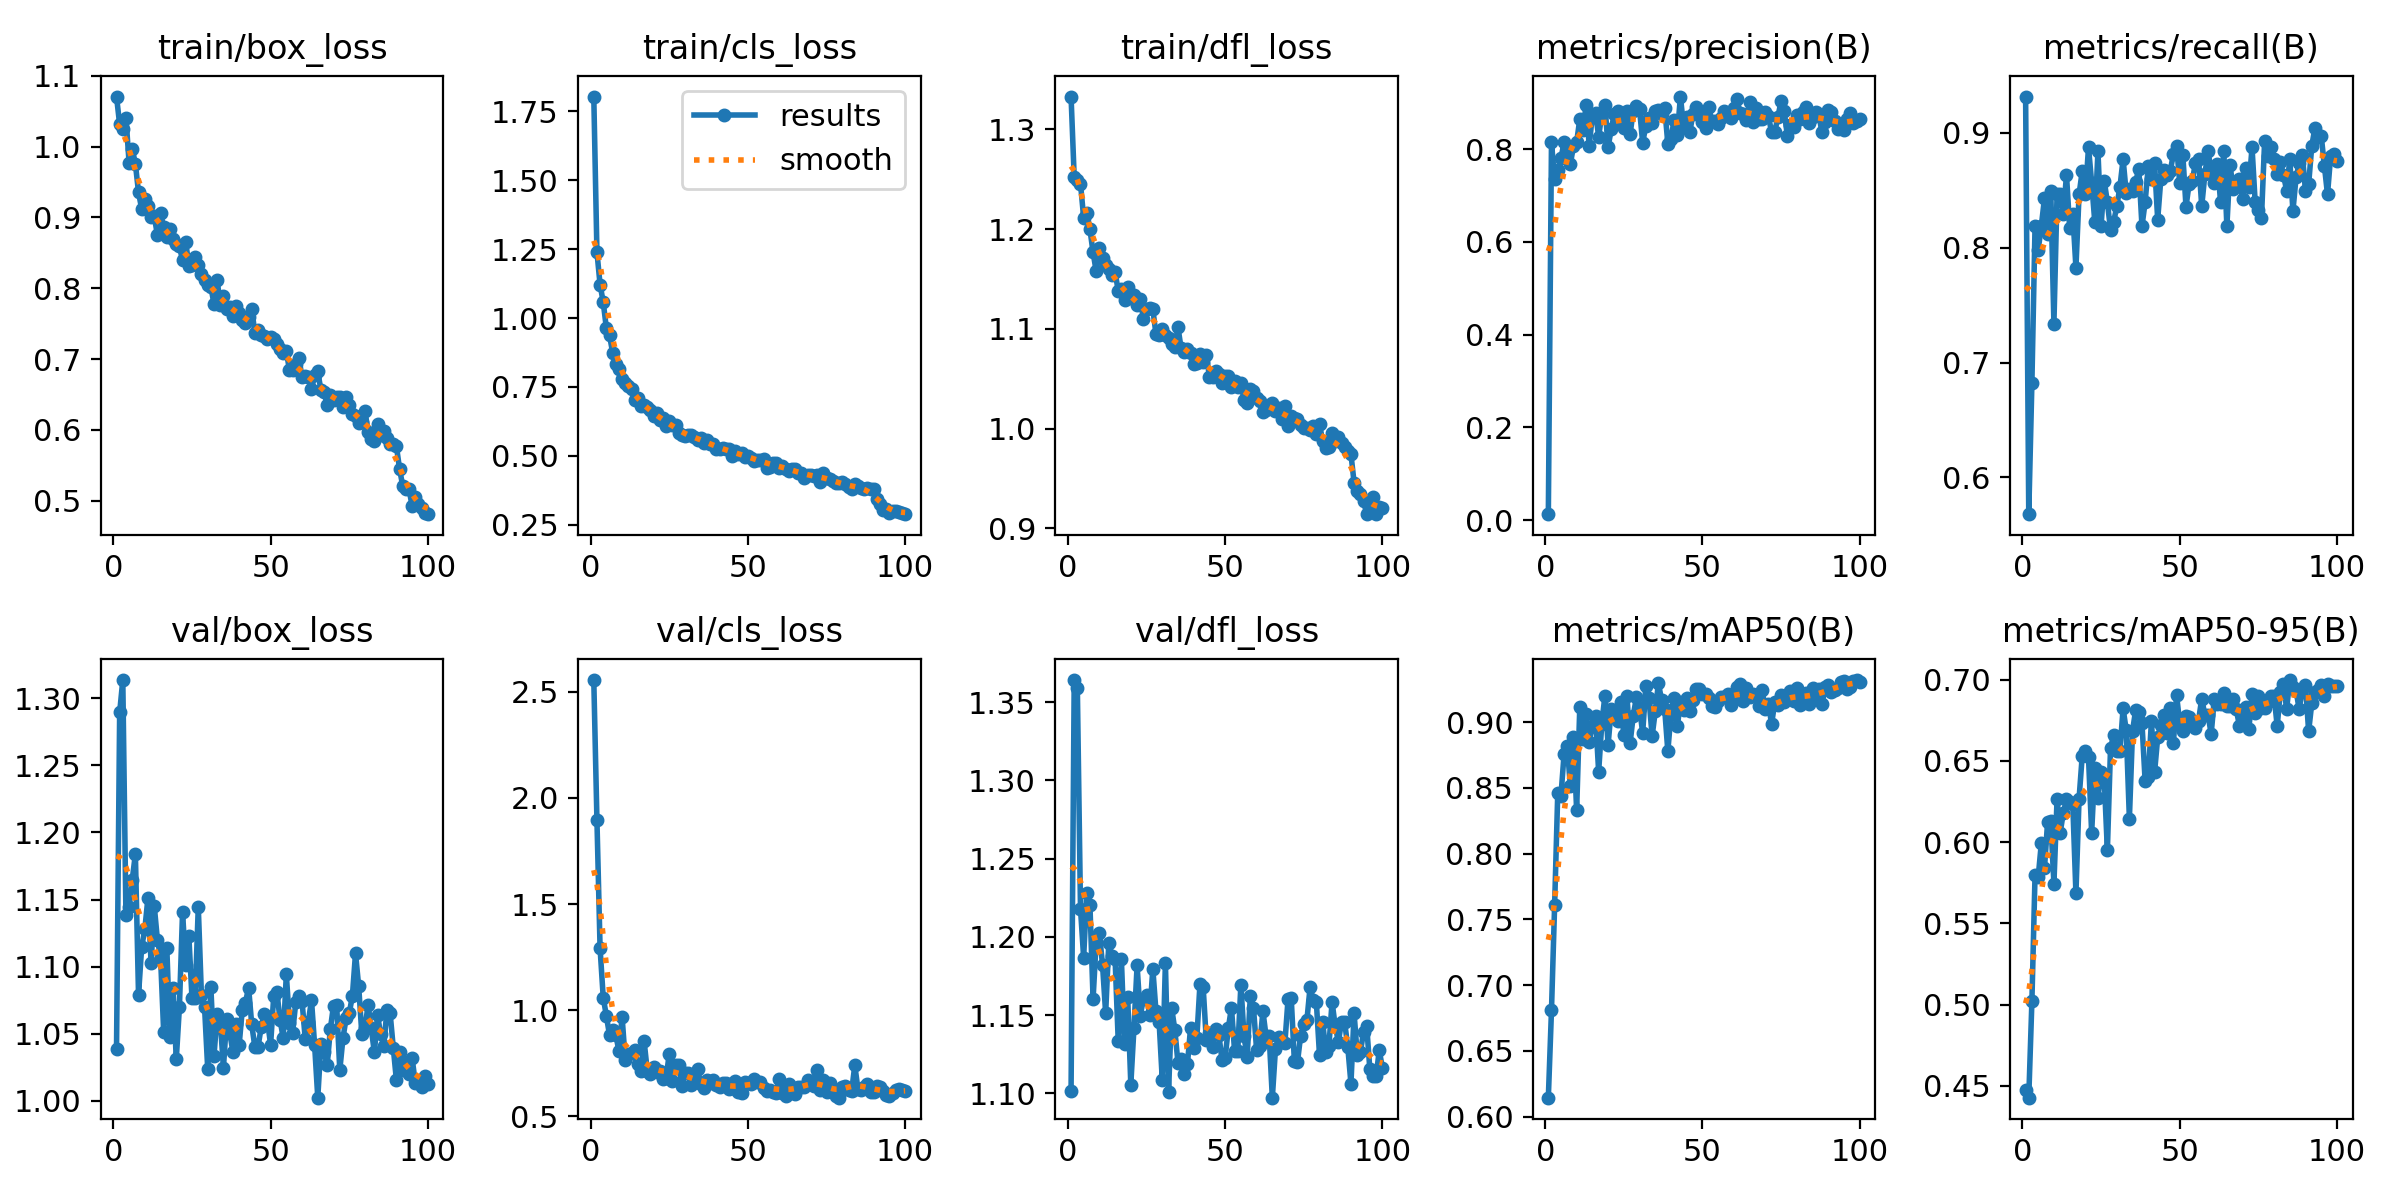 train/box_loss
1.1
1.0
0.9
0.8
0.7
0.6
0.5
0 50 100
train/cls_loss
results
smooth
1.75
1.50
1.25
1.00
0.75
0.50
0.25
0 50 100
train/dfl_loss
1.3
1.2
1.1
1.0
0.9
0 50 100
metrics/precision(B)
0.8
0.6
0.4
0.2
0.0
0 50 100
metrics/recall(B)
0.9
0.8
0.7
0.6
0 50 100
val/box_loss
1.30
1.25
1.20
1.15
1.10
1.05
1.00
0 50 100
val/cls_loss
2.5
2.0
1.5
1.0
0.5
0 50 100
val/dfl_loss
1.35
1.30
1.25
1.20
1.15
1.10
0 50 100
metrics/mAP50(B)
0.90
0.85
0.80
0.75
0.70
0.65
0.60
0 50 100
metrics/mAP50-95(B)
0.70
0.65
0.60
0.55
0.50
0.45
0 50 100